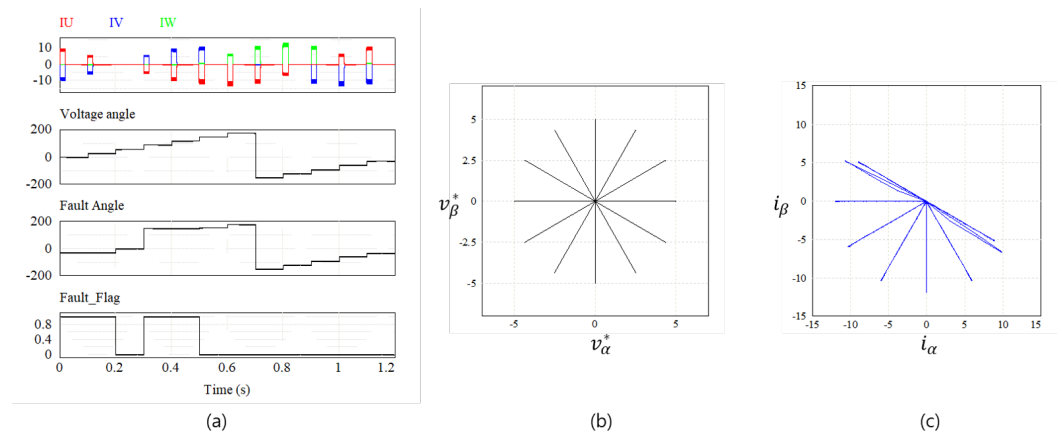 IU IV IW
10
0
-10
Voltage angle
200
0
-200
Fault Angle
200
0
-200
Fault_Flag
0.8
0.4
0
0 0.2 0.4 0.6 0.8 1 1.2
Time (s)
(a)
5
2.5
0
-2.5
-5
v*β
-5 0 5
v*α
(b)
15
10
5
0
-5
-10
-15
iβ
-15 -10 -5 0 5 10 15
iα
(c)